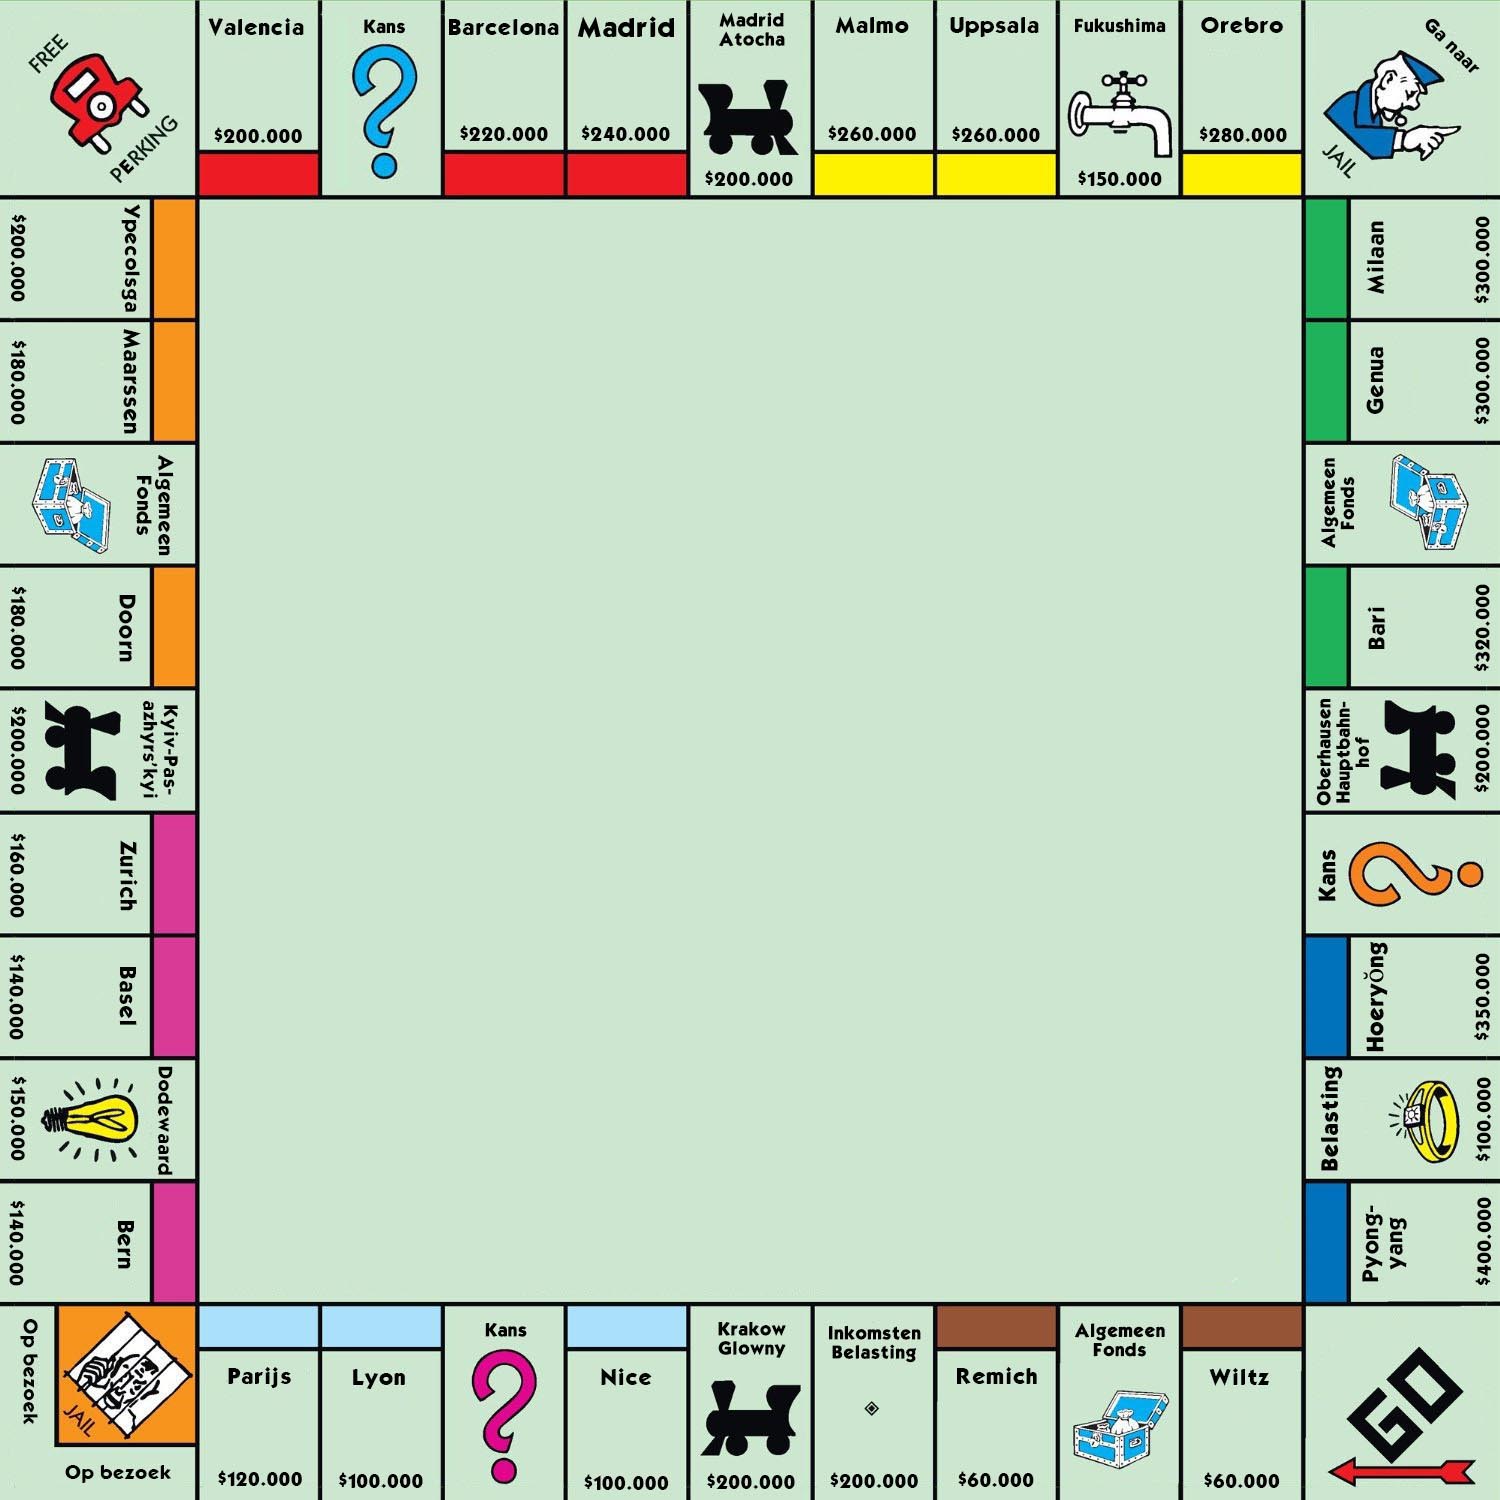 FREE
PERKING
Valencia
$200.000
Kans
Barcelona
$220.000
Madrid
$240.000
Madrid
Atocha
$200.000
Malmo
$260.000
Uppsala
$260.000
Fukushima
$150.000
Orebro
$280.000
Ga naar
JAIL
Milaan
$300.000
Genua
$300.000
Algemeen
Fonds
Bari
$320.000
Oberhausen
Hauptbahn-
hof
$200.000
Kans
Hoeryŏng
$350.000
Belasting
$100.000
Pyong-
yang
$400.000
GO
Wiltz
$60.000
Algemeen
Fonds
Remich
$60.000
Inkomsten
Belasting
$200.000
Krakow
Glowny
$200.000
Nice
$100.000
Kans
Lyon
$100.000
Parijs
$120.000
JAIL
Op bezoek
Op bezoek
Bern
$140.000
Dodewaard
$150.000
Basel
$140.000
Zurich
$160.000
Kyiv-Pas-
azhyrs'kyi
$200.000
Doorn
$180.000
Algemeen
Fonds
Maarssen
$180.000
Ypecolsga
$200.000